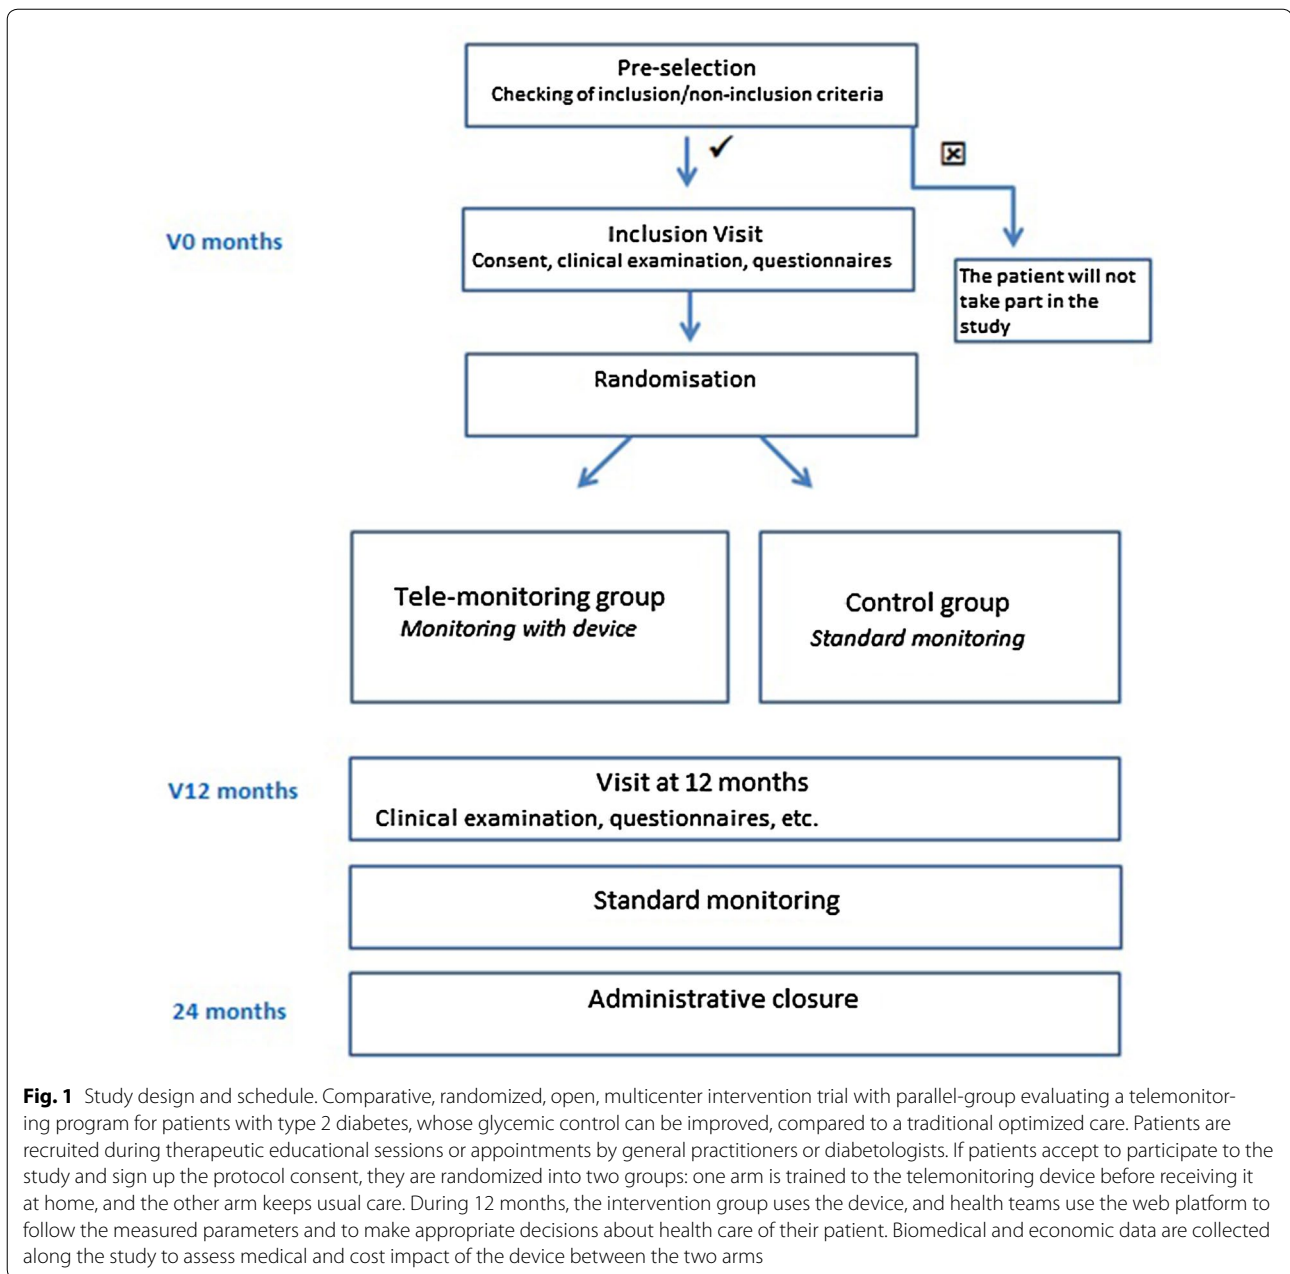 Pre-selection
Checking of inclusion/non-inclusion criteria
✓
V0 months
Inclusion Visit
Consent, clinical examination, questionnaires
The patient will not
take part in the
study
Randomisation
Tele-monitoring group
Monitoring with device
Control group
Standard monitoring
V12 months
Visit at 12 months
Clinical examination, questionnaires, etc.
Standard monitoring
24 months
Administrative closure
Fig. 1 Study design and schedule. Comparative, randomized, open, multicenter intervention trial with parallel-group evaluating a telemonitor-
ing program for patients with type 2 diabetes, whose glycemic control can be improved, compared to a traditional optimized care. Patients are
recruited during therapeutic educational sessions or appointments by general practitioners or diabetologists. If patients accept to participate to the
study and sign up the protocol consent, they are randomized into two groups: one arm is trained to the telemonitoring device before receiving it
at home, and the other arm keeps usual care. During 12 months, the intervention group uses the device, and health teams use the web platform to
follow the measured parameters and to make appropriate decisions about health care of their patient. Biomedical and economic data are collected
along the study to assess medical and cost impact of the device between the two arms